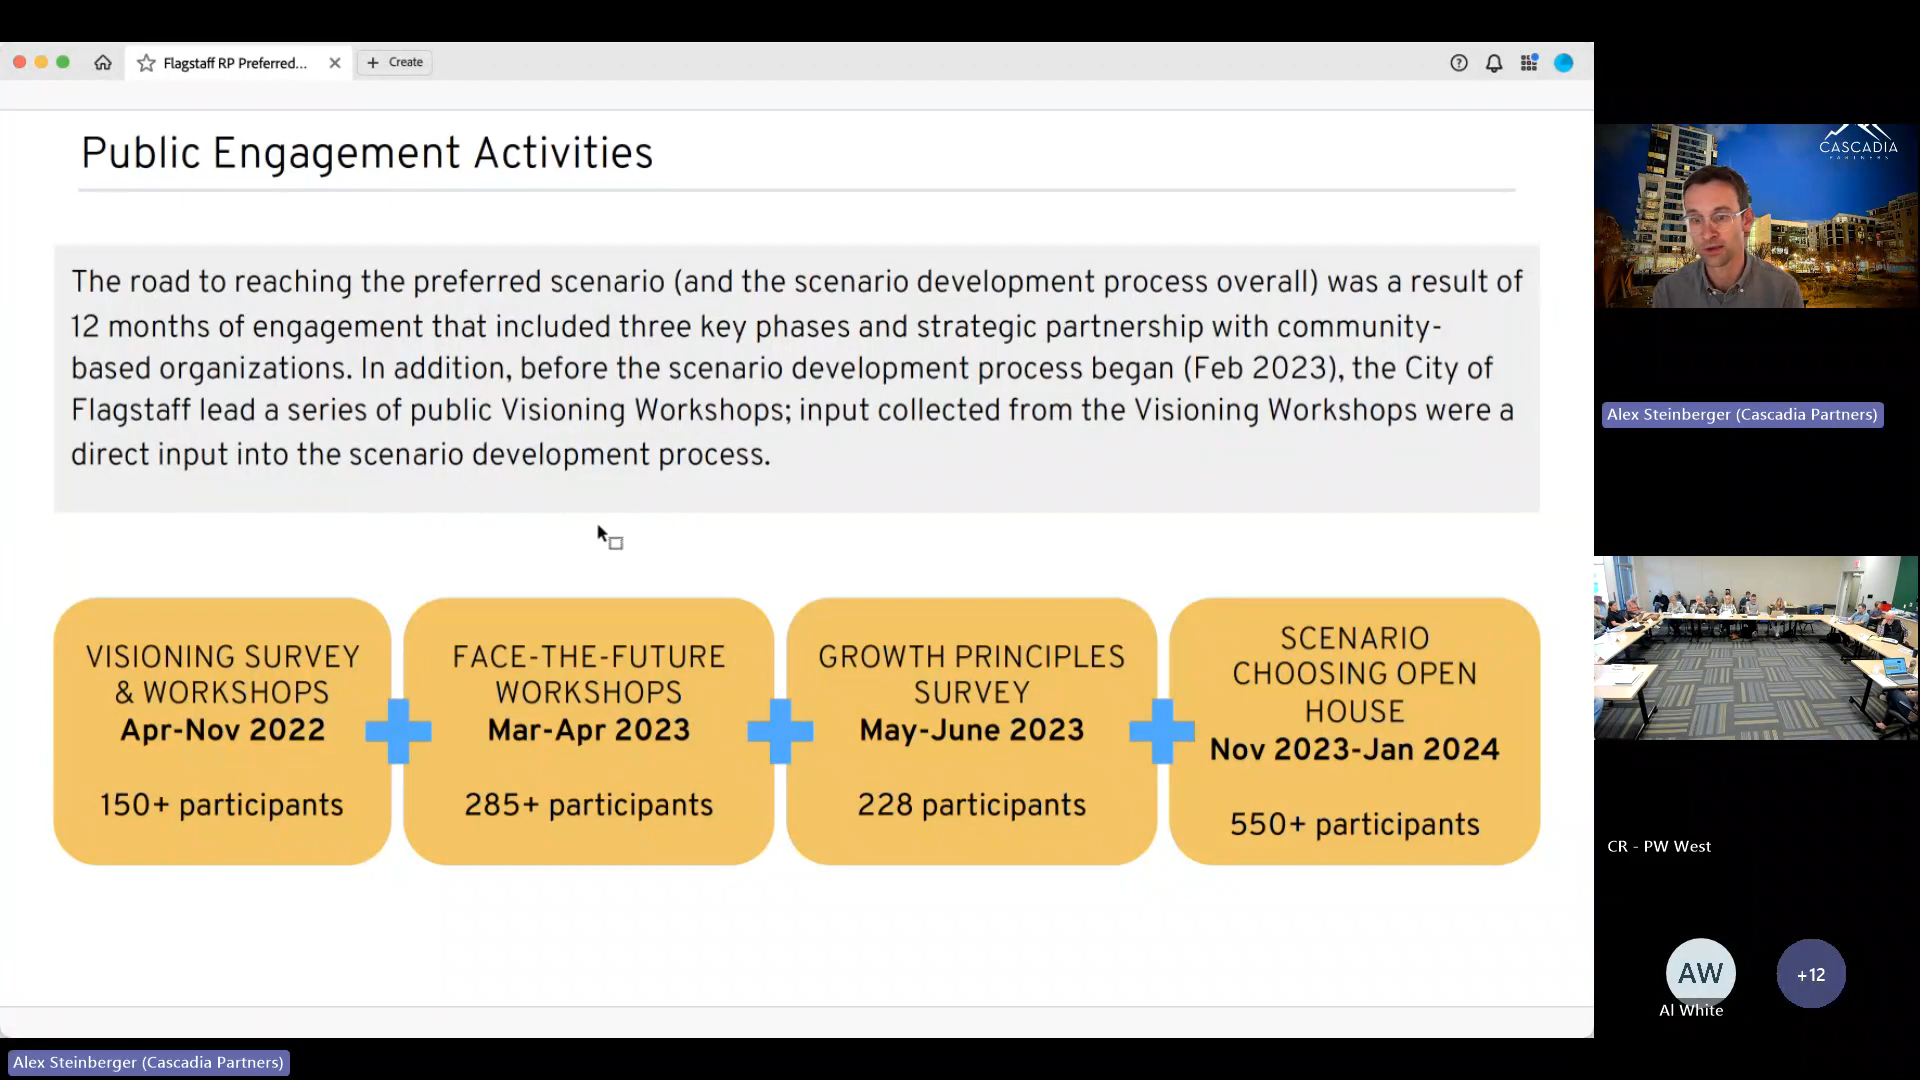 Flagstaff RP Preferred...
Create
Public Engagement Activities
The road to reaching the preferred scenario (and the scenario development process overall) was a result of
12 months of engagement that included three key phases and strategic partnership with community-
based organizations. In addition, before the scenario development process began (Feb 2023), the City of
Flagstaff lead a series of public Visioning Workshops; input collected from the Visioning Workshops were a
direct input into the scenario development process.
VISIONING SURVEY
& WORKSHOPS
Apr-Nov 2022
150+ participants
FACE-THE-FUTURE
WORKSHOPS
Mar-Apr 2023
285+ participants
GROWTH PRINCIPLES
SURVEY
May-June 2023
228 participants
SCENARIO
CHOOSING OPEN
HOUSE
Nov 2023-Jan 2024
550+ participants
CASCADIA
PARTNERS
Alex Steinberger (Cascadia Partners)
CR - PW West
AW
Al White
+12
Alex Steinberger (Cascadia Partners)